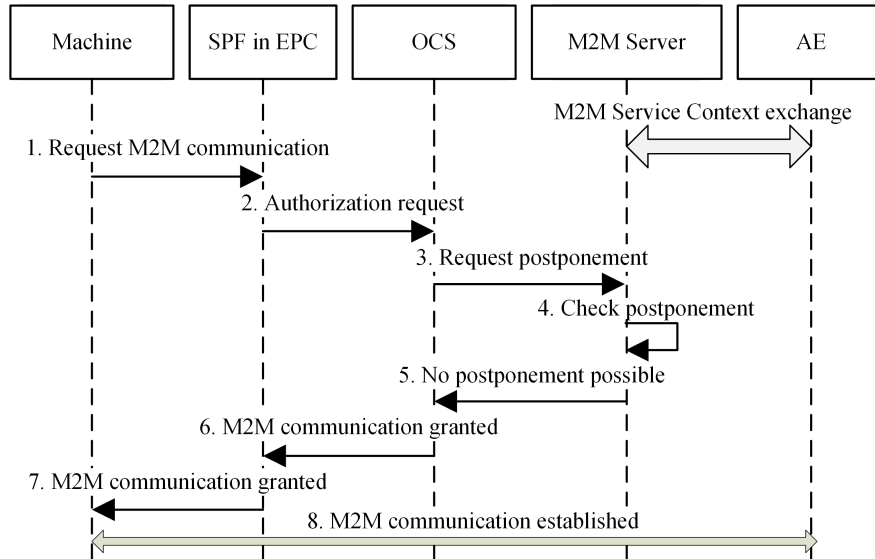 Machine
SPF in EPC
OCS
M2M Server
AE
M2M Service Context exchange
1. Request M2M communication
2. Authorization request
3. Request postponement
4. Check postponement
5. No postponement possible
6. M2M communication granted
7. M2M communication granted
8. M2M communication established